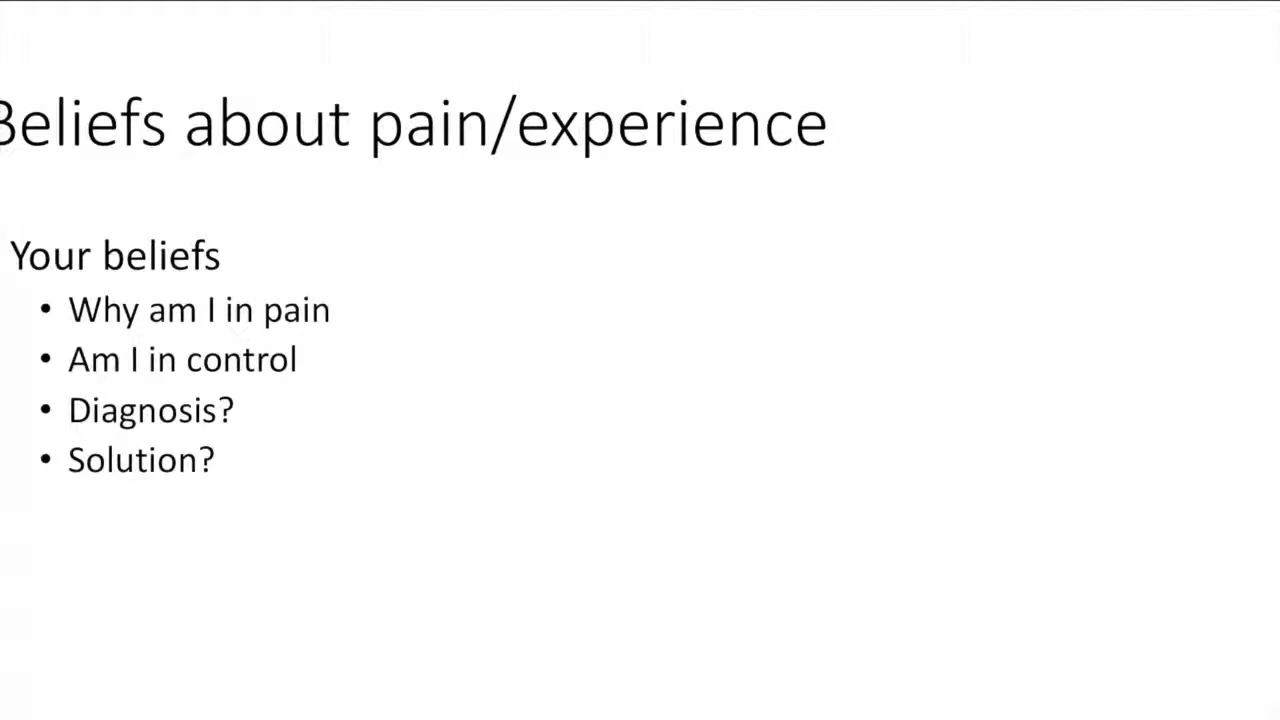 Beliefs about pain/experience
Your beliefs
• Why am I in pain
• Am I in control
• Diagnosis?
• Solution?